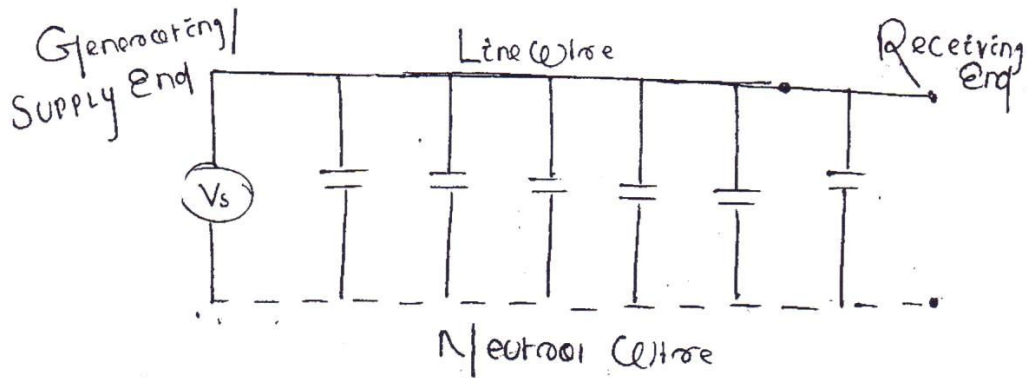 Generating/
Supply End
Line Wire
Receiving
End
Vs
Neutral Wire